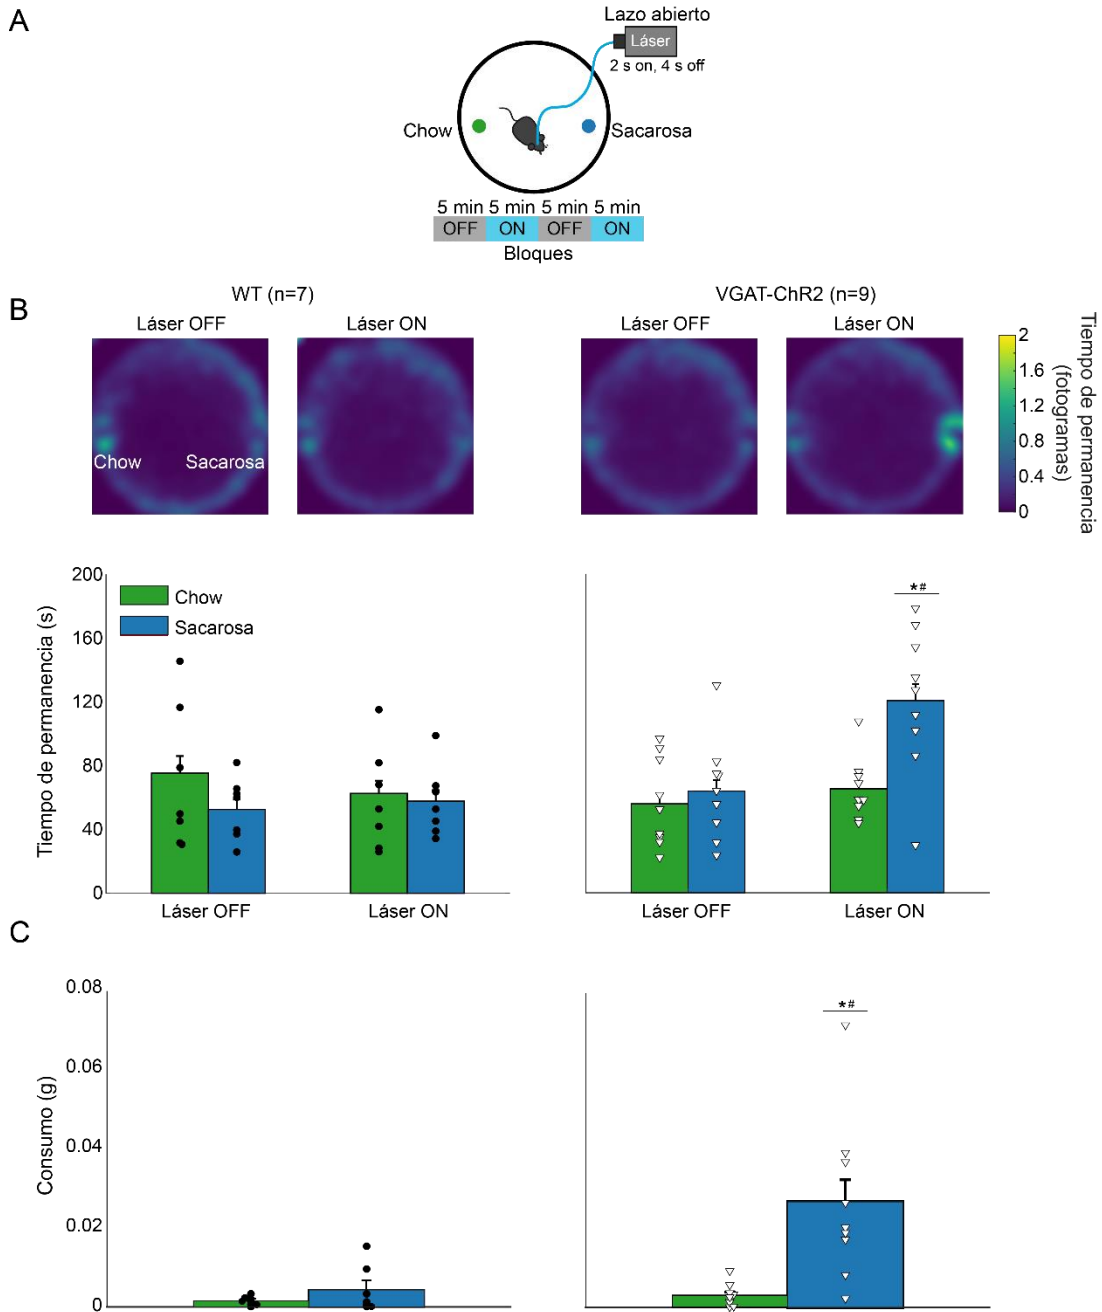 A
Lazo abierto
Láser
2 s on, 4 s off
Chow
Sacarosa
5 min 5 min 5 min 5 min
OFF ON OFF ON
Bloques
B
WT (n=7)
VGAT-ChR2 (n=9)
Láser OFF
Láser ON
Láser OFF
Láser ON
Chow
Sacarosa
2
1.6
1.2
0.8
0.4
0
Tiempo de permanencia
(fotogramas)
200
160
120
80
40
0
Tiempo de permanencia (s)
Chow
Sacarosa
*#
Láser OFF
Láser ON
Láser OFF
Láser ON
C
0.08
0.06
0.04
0.02
0
Consumo (g)
*#